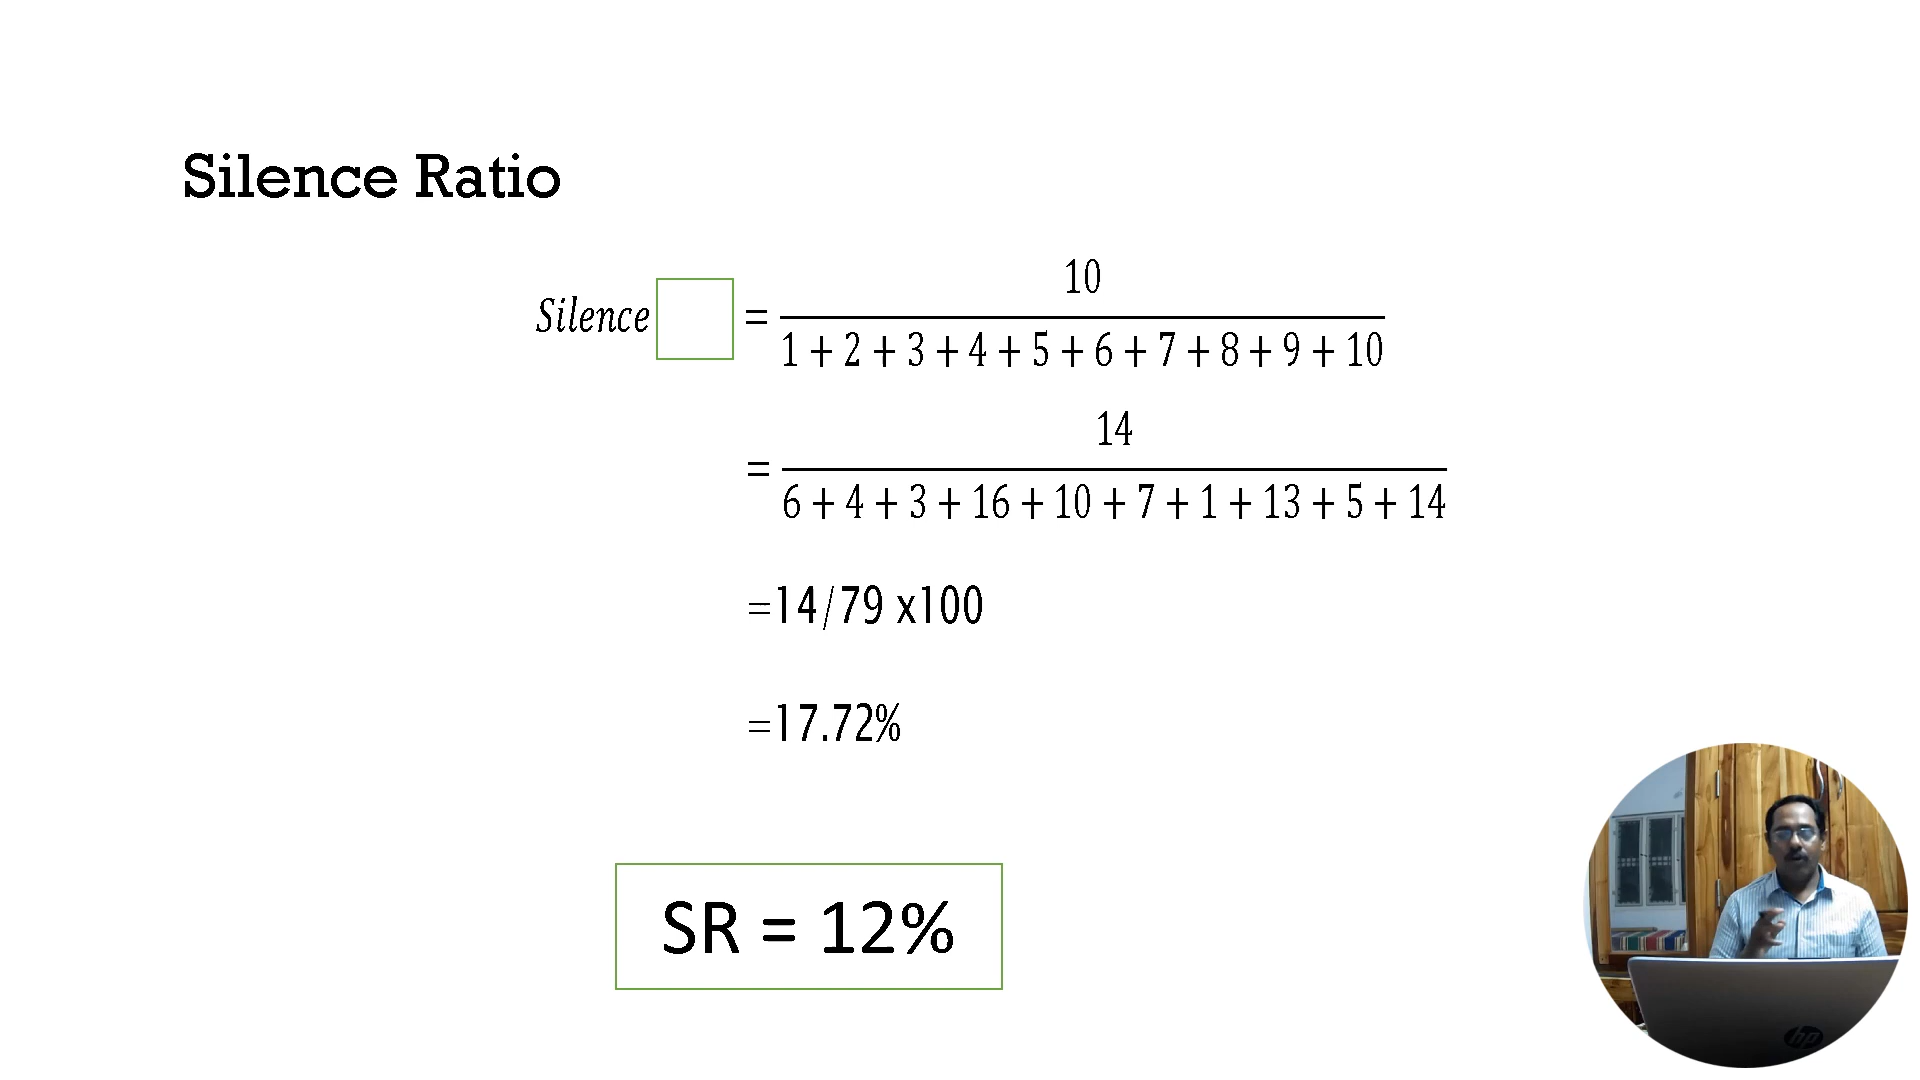 Silence Ratio
Silence = 10 / 1 + 2 + 3 + 4 + 5 + 6 + 7 + 8 + 9 + 10
= 14 / 6 + 4 + 3 + 16 + 10 + 7 + 1 + 13 + 5 + 14
=14/79 x100
=17.72%
SR = 12%
hp